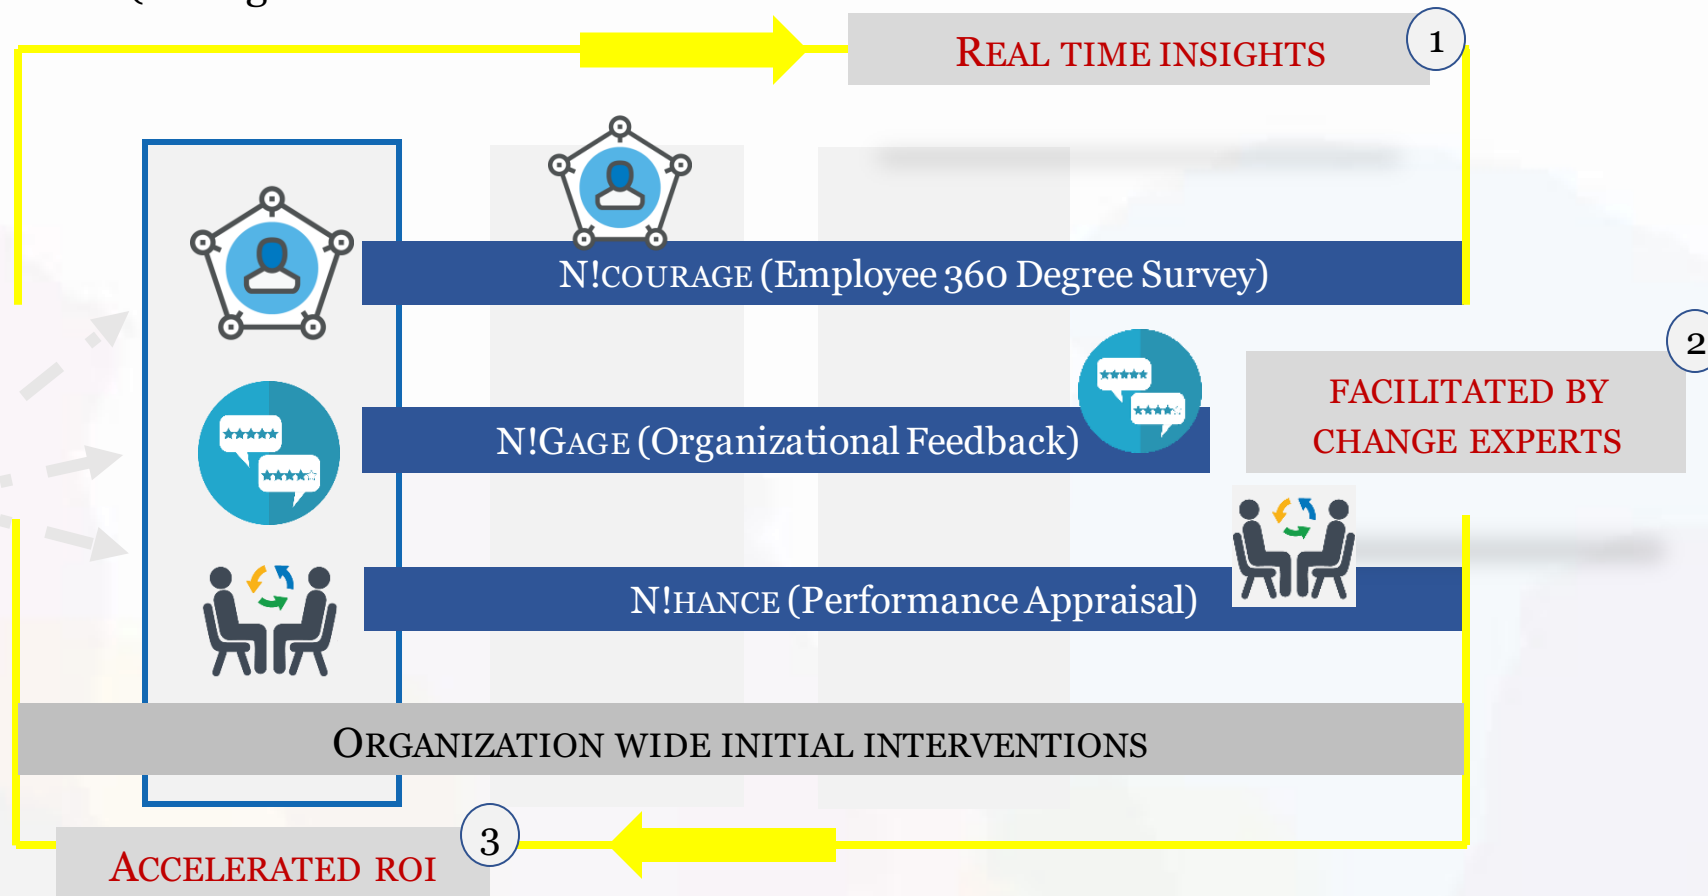 REAL TIME INSIGHTS
1
N!COURAGE (Employee 360 Degree Survey)
2
FACILITATED BY
CHANGE EXPERTS
N!GAGE (Organizational Feedback)
N!HANCE (Performance Appraisal)
ORGANIZATION WIDE INITIAL INTERVENTIONS
3
ACCELERATED ROI